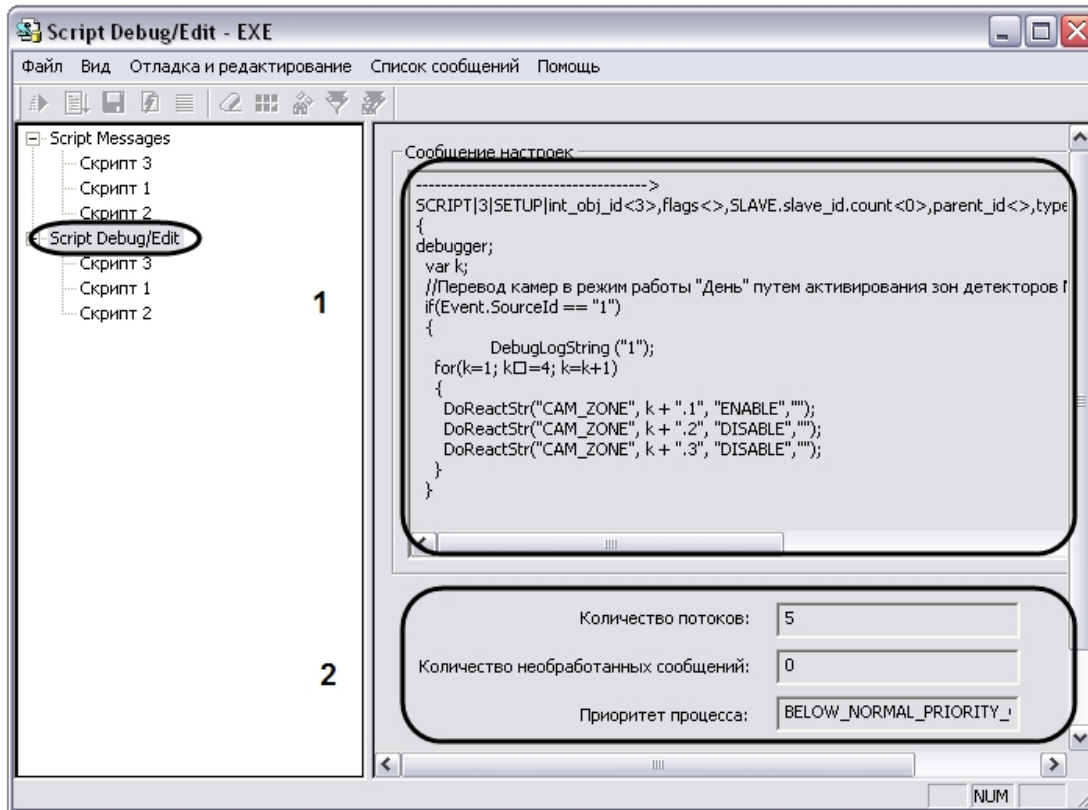 Script Debug/Edit - EXE
Файл Вид Отладка и редактирование Список сообщений Помощь
Script Messages
Скрипт 3
Скрипт 1
Скрипт 2
Script Debug/Edit
Скрипт 3
Скрипт 1
Скрипт 2
1
2
Сообщение настроек
------------------------------------->
SCRIPT|3|SETUP|int_obj_id<3>,flags<>,SLAVE.slave_id.count<0>,parent_id<>,type
{
debugger;
var k;
//Перевод камер в режим работы "День" путем активирования зон детекторов
if(Event.SourceId == "1")
{
DebugLogString ("1");
for(k=1; k□=4; k=k+1)
{
DoReactStr("CAM_ZONE", k + ".1", "ENABLE","");
DoReactStr("CAM_ZONE", k + ".2", "DISABLE","");
DoReactStr("CAM_ZONE", k + ".3", "DISABLE","");
}
}
Количество потоков: 5
Количество необработанных сообщений: 0
Приоритет процесса: BELOW_NORMAL_PRIORITY_
NUM